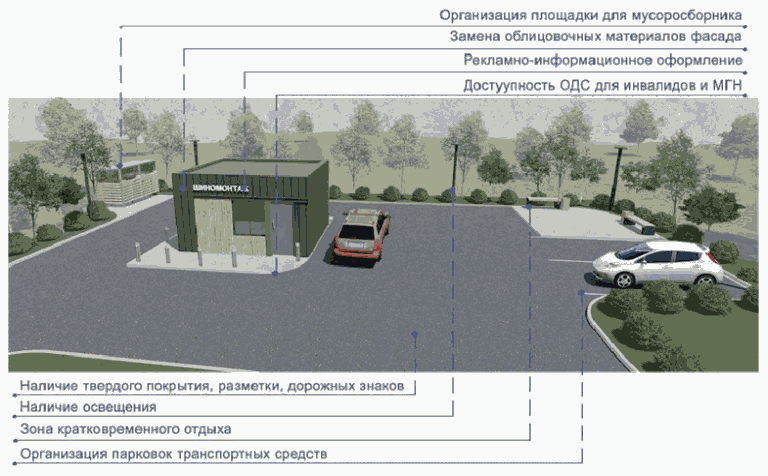 Организация площадки для мусоросборника
Замена облицовочных материалов фасада
Рекламно-информационное оформление
Достуупность ОДС для инвалидов и МГН
ШИНОМОНТАЖ
Наличие твердого покрытия, разметки, дорожных знаков
Наличие освещения
Зона кратковременного отдыха
Организация парковок транспортных средств